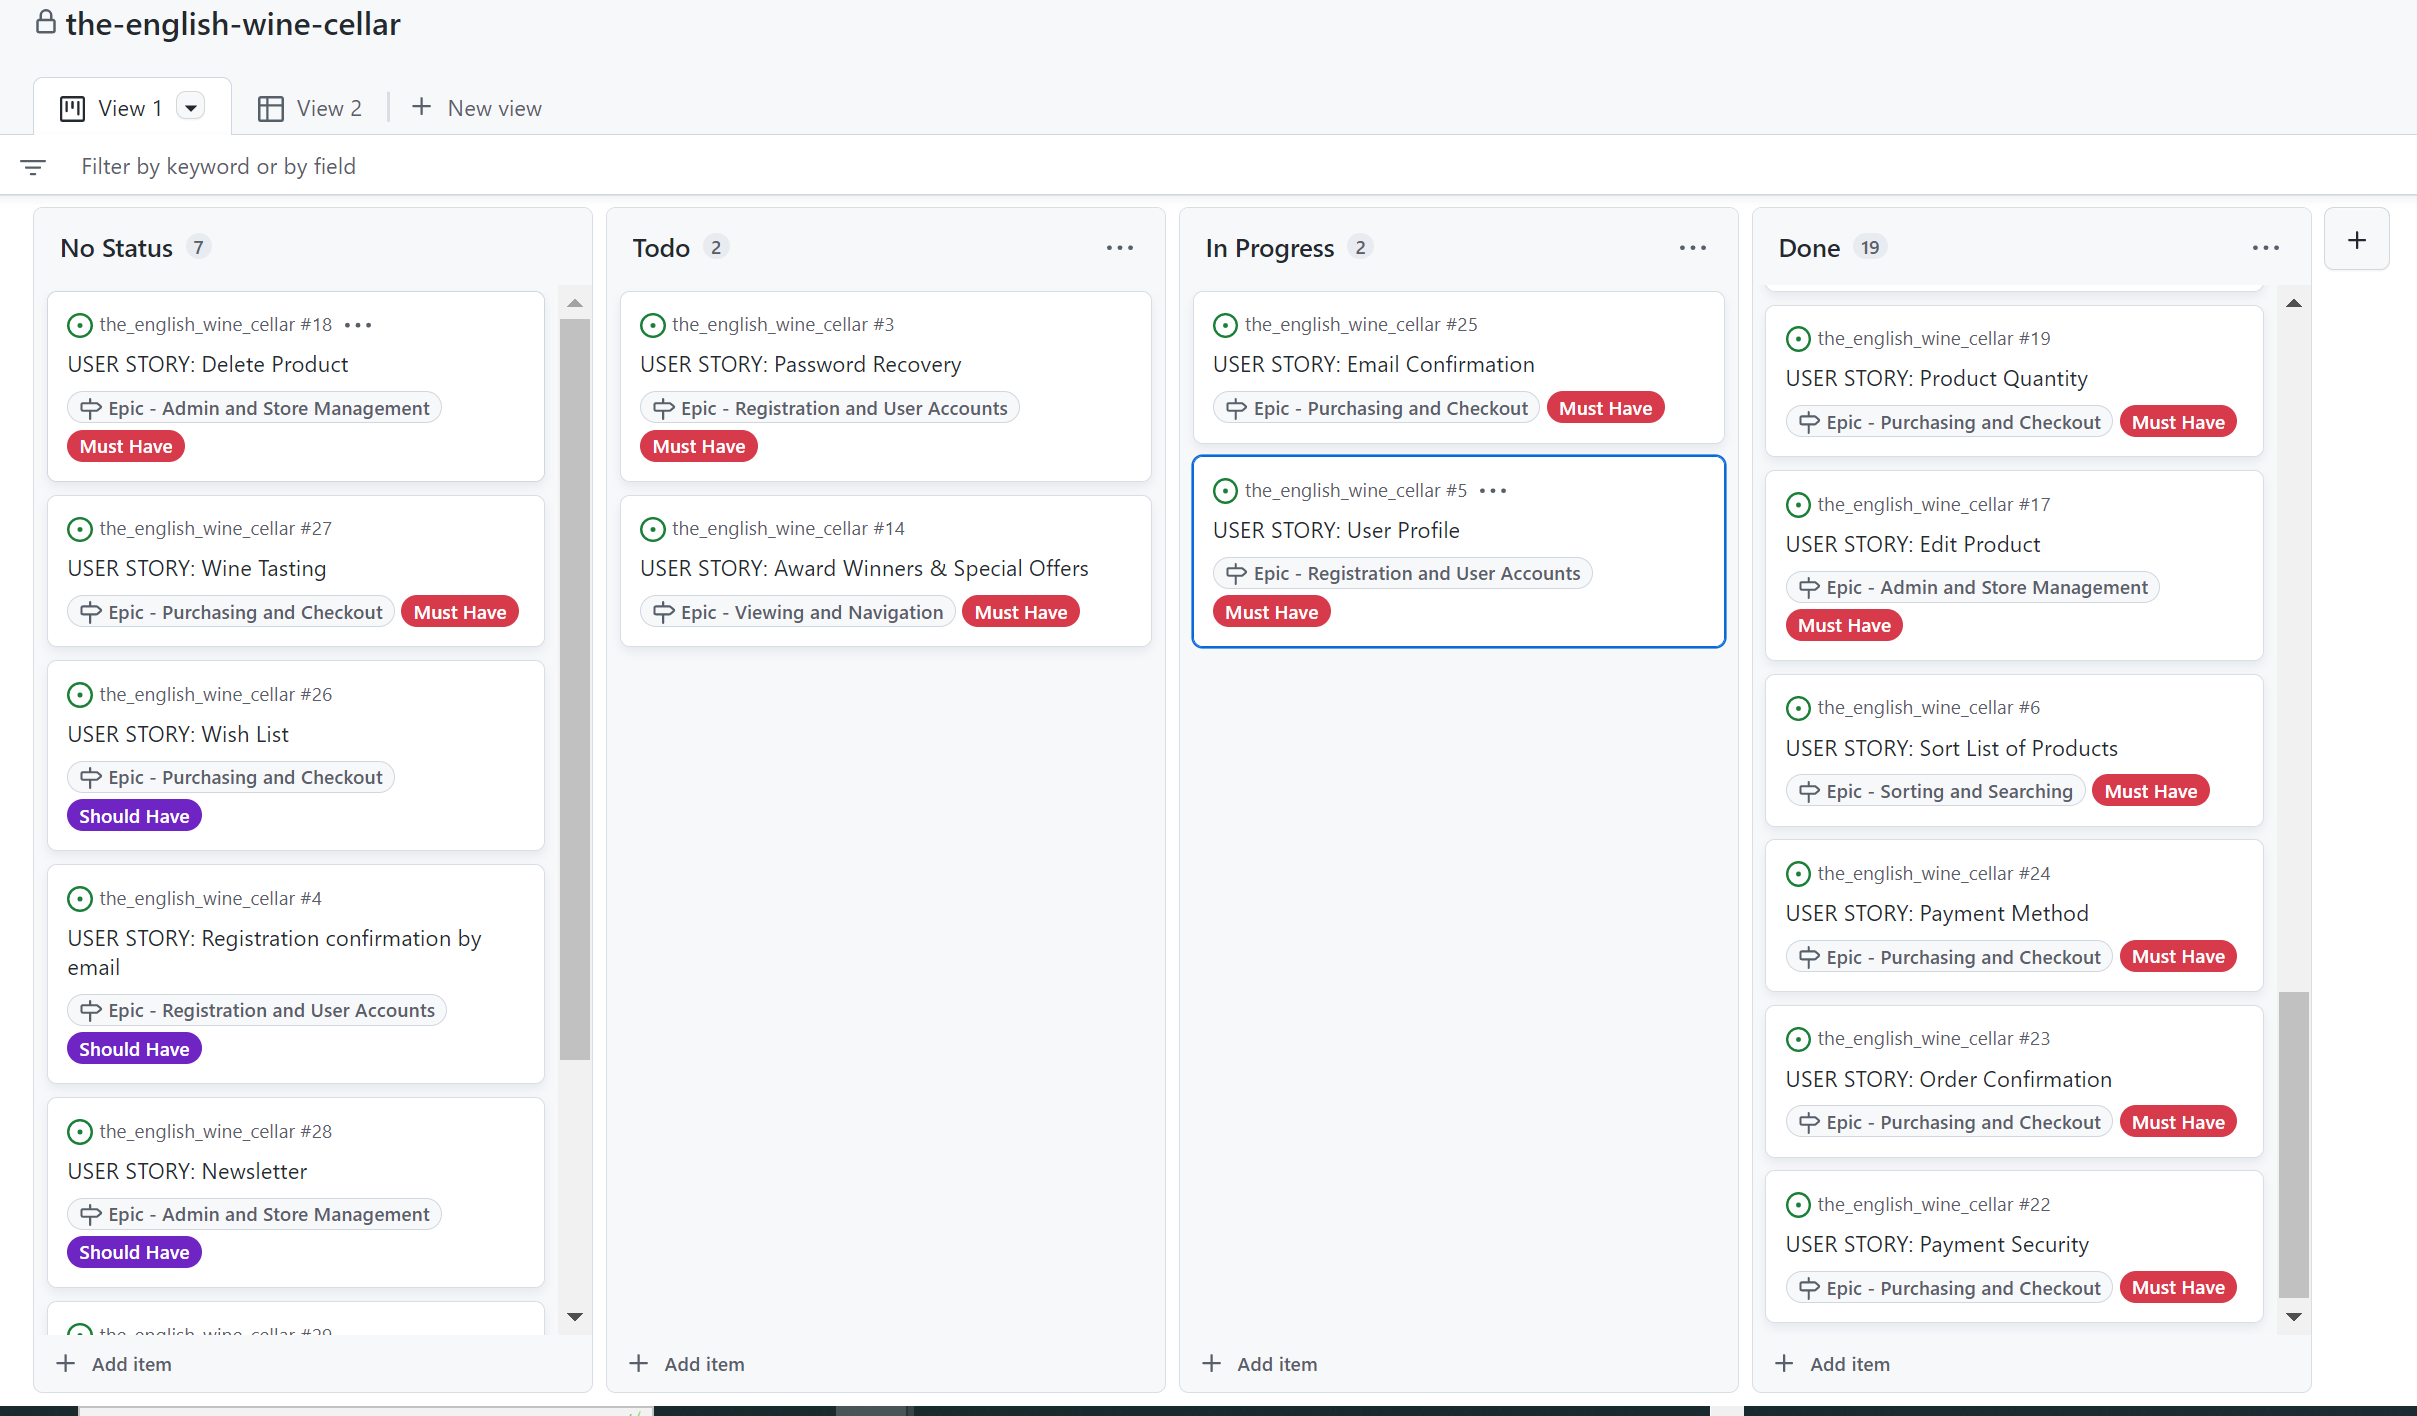 the-english-wine-cellar
View 1
View 2
New view
Filter by keyword or by field
No Status 7
the_english_wine_cellar #18
USER STORY: Delete Product
Epic - Admin and Store Management
Must Have
the_english_wine_cellar #27
USER STORY: Wine Tasting
Epic - Purchasing and Checkout Must Have
the_english_wine_cellar #26
USER STORY: Wish List
Epic - Purchasing and Checkout
Should Have
the_english_wine_cellar #4
USER STORY: Registration confirmation by
email
Epic - Registration and User Accounts
Should Have
the_english_wine_cellar #28
USER STORY: Newsletter
Epic - Admin and Store Management
Should Have
the_english_wine_cellar #29
Add item
Todo 2
the_english_wine_cellar #3
USER STORY: Password Recovery
Epic - Registration and User Accounts
Must Have
the_english_wine_cellar #14
USER STORY: Award Winners & Special Offers
Epic - Viewing and Navigation Must Have
Add item
In Progress 2
the_english_wine_cellar #25
USER STORY: Email Confirmation
Epic - Purchasing and Checkout Must Have
the_english_wine_cellar #5
USER STORY: User Profile
Epic - Registration and User Accounts
Must Have
Add item
Done 19
the_english_wine_cellar #19
USER STORY: Product Quantity
Epic - Purchasing and Checkout Must Have
the_english_wine_cellar #17
USER STORY: Edit Product
Epic - Admin and Store Management
Must Have
the_english_wine_cellar #6
USER STORY: Sort List of Products
Epic - Sorting and Searching Must Have
the_english_wine_cellar #24
USER STORY: Payment Method
Epic - Purchasing and Checkout Must Have
the_english_wine_cellar #23
USER STORY: Order Confirmation
Epic - Purchasing and Checkout Must Have
the_english_wine_cellar #22
USER STORY: Payment Security
Epic - Purchasing and Checkout Must Have
Add item